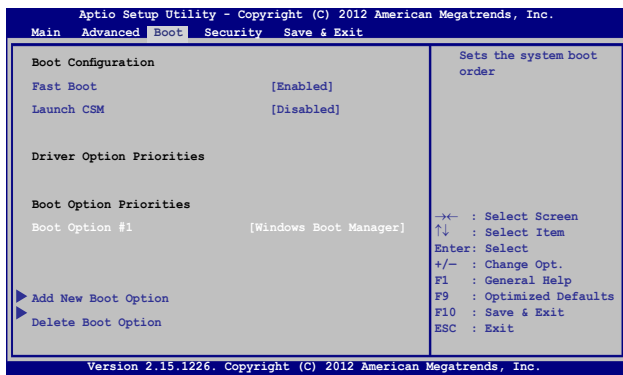 Aptio Setup Utility - Copyright (C) 2012 American Megatrends, Inc.
Main Advanced Boot Security Save & Exit
Boot Configuration
Fast Boot [Enabled]
Launch CSM [Disabled]
Driver Option Priorities
Boot Option Priorities
Boot Option #1 [Windows Boot Manager]
Add New Boot Option
Delete Boot Option
Sets the system boot
order
→← : Select Screen
↑↓ : Select Item
Enter: Select
+/— : Change Opt.
F1 : General Help
F9 : Optimized Defaults
F10 : Save & Exit
ESC : Exit
Version 2.15.1226. Copyright (C) 2012 American Megatrends, Inc.